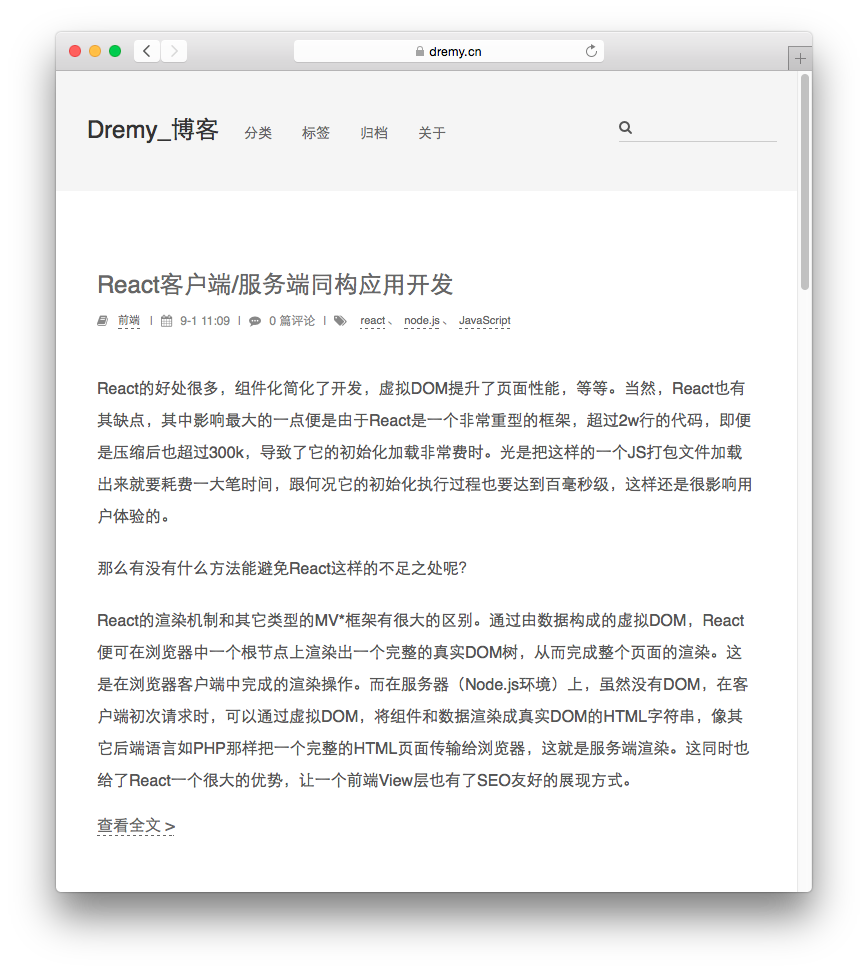 dremy.cn
Dremy_博客 分类 标签 归档 关于
React客户端/服务端同构应用开发
前端 | 9-1 11:09 | 0 篇评论 | react 、 node.js 、 JavaScript
React的好处很多，组件化简化了开发，虚拟DOM提升了页面性能，等等。当然，React也有
其缺点，其中影响最大的一点便是由于React是一个非常重型的框架，超过2w行的代码，即便
是压缩后也超过300k，导致了它的初始化加载非常费时。光是把这样的一个JS打包文件加载
出来就要耗费一大笔时间，跟何况它的初始化执行过程也要达到百毫秒级，这样还是很影响用
户体验的。
那么有没有什么方法能避免React这样的不足之处呢？
React的渲染机制和其它类型的MV*框架有很大的区别。通过由数据构成的虚拟DOM，React
便可在浏览器中一个根节点上渲染出一个完整的真实DOM树，从而完成整个页面的渲染。这
是在浏览器客户端中完成的渲染操作。而在服务器（Node.js环境）上，虽然没有DOM，在客
户端初次请求时，可以通过虚拟DOM，将组件和数据渲染成真实DOM的HTML字符串，像其
它后端语言如PHP那样把一个完整的HTML页面传输给浏览器，这就是服务端渲染。这同时也
给了React一个很大的优势，让一个前端View层也有了SEO友好的展现方式。
查看全文 >